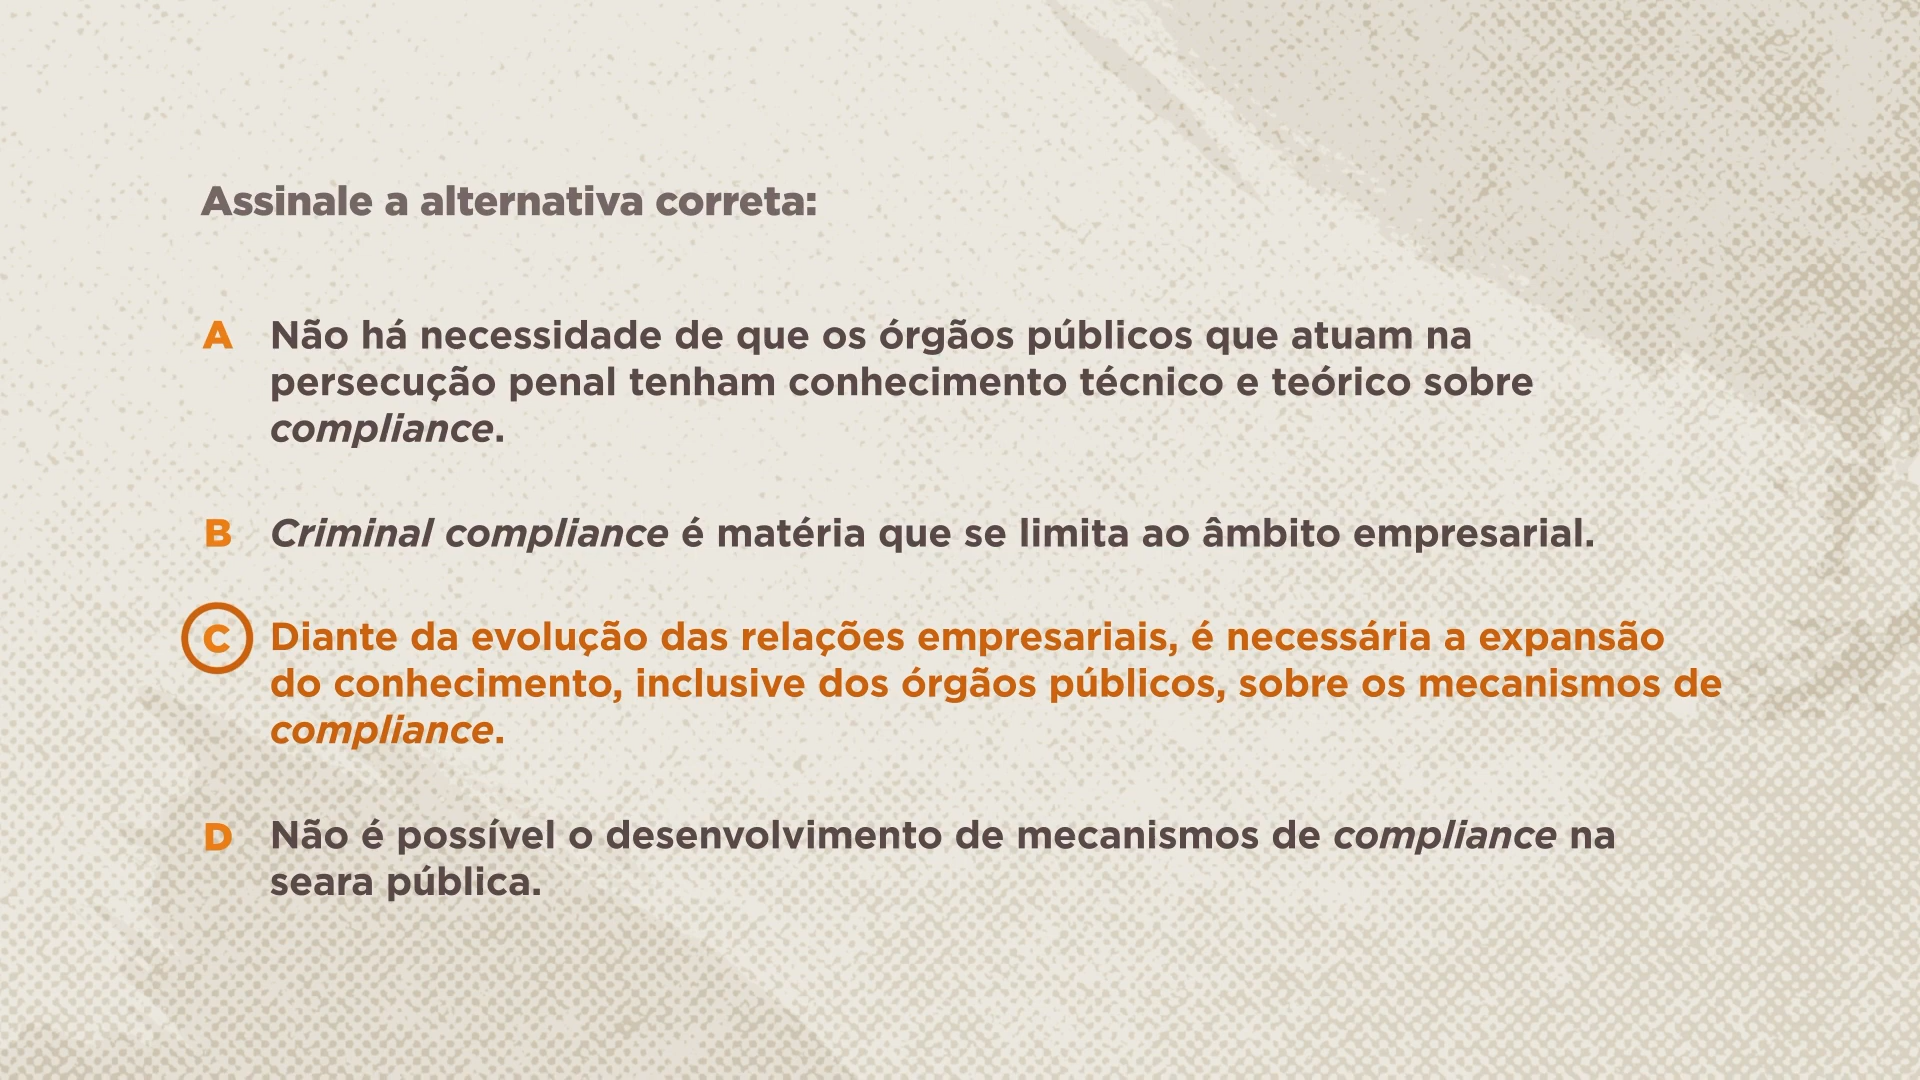 Assinale a alternativa correta:
A Não há necessidade de que os órgãos públicos que atuam na
persecução penal tenham conhecimento técnico e teórico sobre
compliance.
B Criminal compliance é matéria que se limita ao âmbito empresarial.
C Diante da evolução das relações empresariais, é necessária a expansão
do conhecimento, inclusive dos órgãos públicos, sobre os mecanismos de
compliance.
D Não é possível o desenvolvimento de mecanismos de compliance na
seara pública.